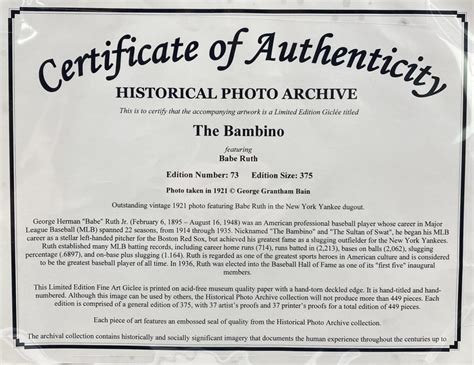 Certificate of Authenticity
HISTORICAL PHOTO ARCHIVE
This is to certify that the accompanying artwork is a Limited Edition Giclée titled
The Bambino
featuring
Babe Ruth
Edition Number: 73 Edition Size: 375
Photo taken in 1921 © George Grantham Bain
Outstanding vintage 1921 photo featuring Babe Ruth in the New York Yankee dugout.
George Herman "Babe" Ruth Jr. (February 6, 1895 – August 16, 1948) was an American professional baseball player whose career in Major
League Baseball (MLB) spanned 22 seasons, from 1914 through 1935. Nicknamed "The Bambino" and "The Sultan of Swat", he began his MLB
career as a stellar left-handed pitcher for the Boston Red Sox, but achieved his greatest fame as a slugging outfielder for the New York Yankees.
Ruth established many MLB batting records, including career home runs (714), runs batted in (2,213), bases on balls (2,062), slugging
percentage (.6897), and on-base plus slugging (1.164). Ruth is regarded as one of the greatest sports heroes in American culture and is considered
to be the greatest baseball player of all time. In 1936, Ruth was elected into the Baseball Hall of Fame as one of its "first five" inaugural
members.
This Limited Edition Fine Art Giclee is printed on acid-free museum quality paper with a hand-torn deckled edge. It is hand-titled and hand-
numbered. Although this image can be used by others, the Historical Photo Archive collection will not produce more than 449 pieces. Each
edition is comprised of a general edition of 375, with 37 artist's proofs and 37 printer's proofs for a total edition of 449 pieces.
Each piece of art features an embossed seal of quality from the Historical Photo Archive collection.
The archival collection contains historically and socially significant imagery that documents the human experience throughout the centuries up to